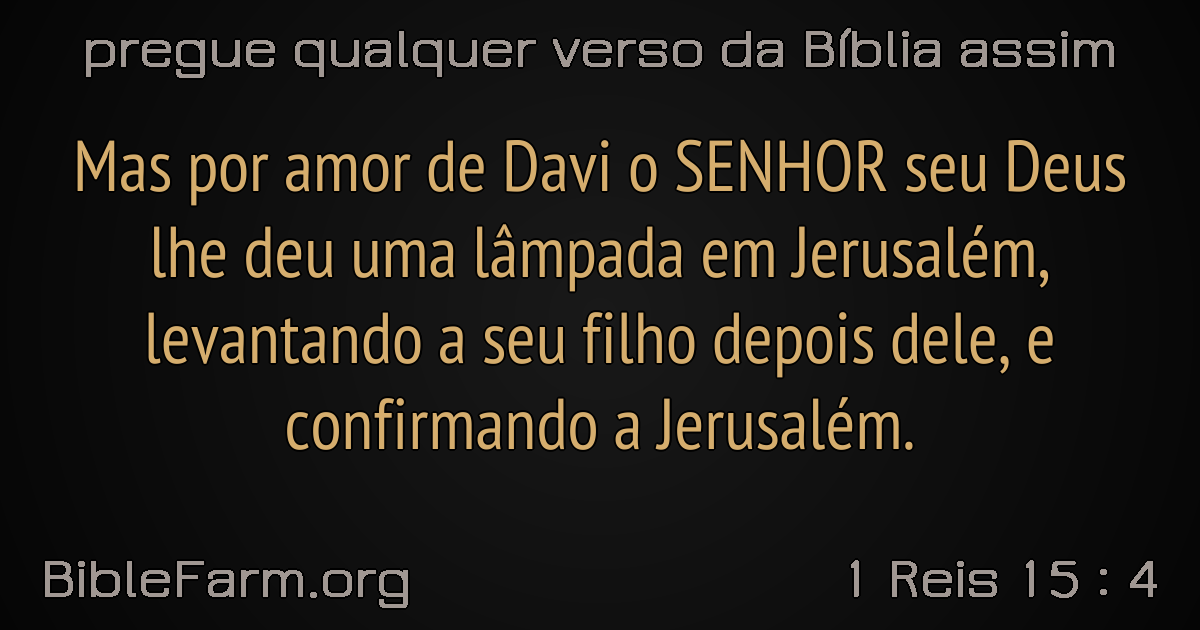 pregue qualquer verso da Bíblia assim
Mas por amor de Davi o SENHOR seu Deus
lhe deu uma lâmpada em Jerusalém,
levantando a seu filho depois dele, e
confirmando a Jerusalém.
BibleFarm.org
1 Reis 15 : 4